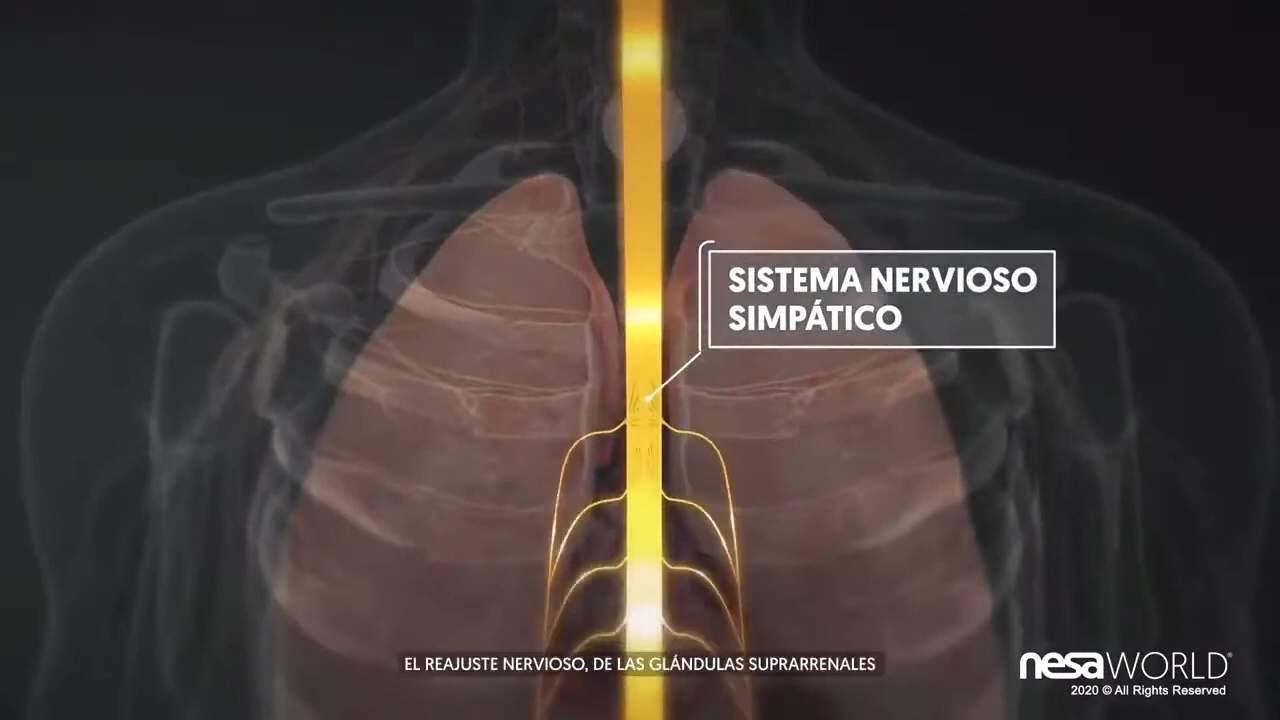 SISTEMA NERVIOSO
SIMPÁTICO
EL REAJUSTE NERVIOSO, DE LAS GLÁNDULAS SUPRARRENALES
nesaWORLD®
2020 © All Rights Reserved